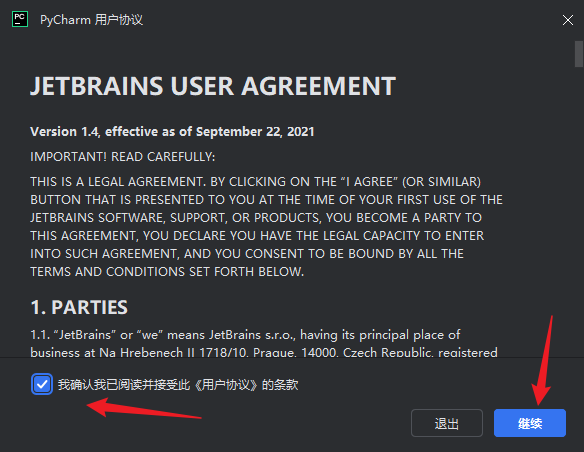 PC PyCharm 用户协议
JETBRAINS USER AGREEMENT
Version 1.4, effective as of September 22, 2021
IMPORTANT! READ CAREFULLY:
THIS IS A LEGAL AGREEMENT. BY CLICKING ON THE “I AGREE” (OR SIMILAR)
BUTTON THAT IS PRESENTED TO YOU AT THE TIME OF YOUR FIRST USE OF THE
JETBRAINS SOFTWARE, SUPPORT, OR PRODUCTS, YOU BECOME A PARTY TO
THIS AGREEMENT, YOU DECLARE YOU HAVE THE LEGAL CAPACITY TO ENTER
INTO SUCH AGREEMENT, AND YOU CONSENT TO BE BOUND BY ALL THE
TERMS AND CONDITIONS SET FORTH BELOW.
1. PARTIES
1.1. “JetBrains” or “we” means JetBrains s.r.o., having its principal place of
business at Na Hrebenech II 1718/10, Prague, 14000, Czech Republic, registered
我确认我已阅读并接受此《用户协议》的条款
退出
继续